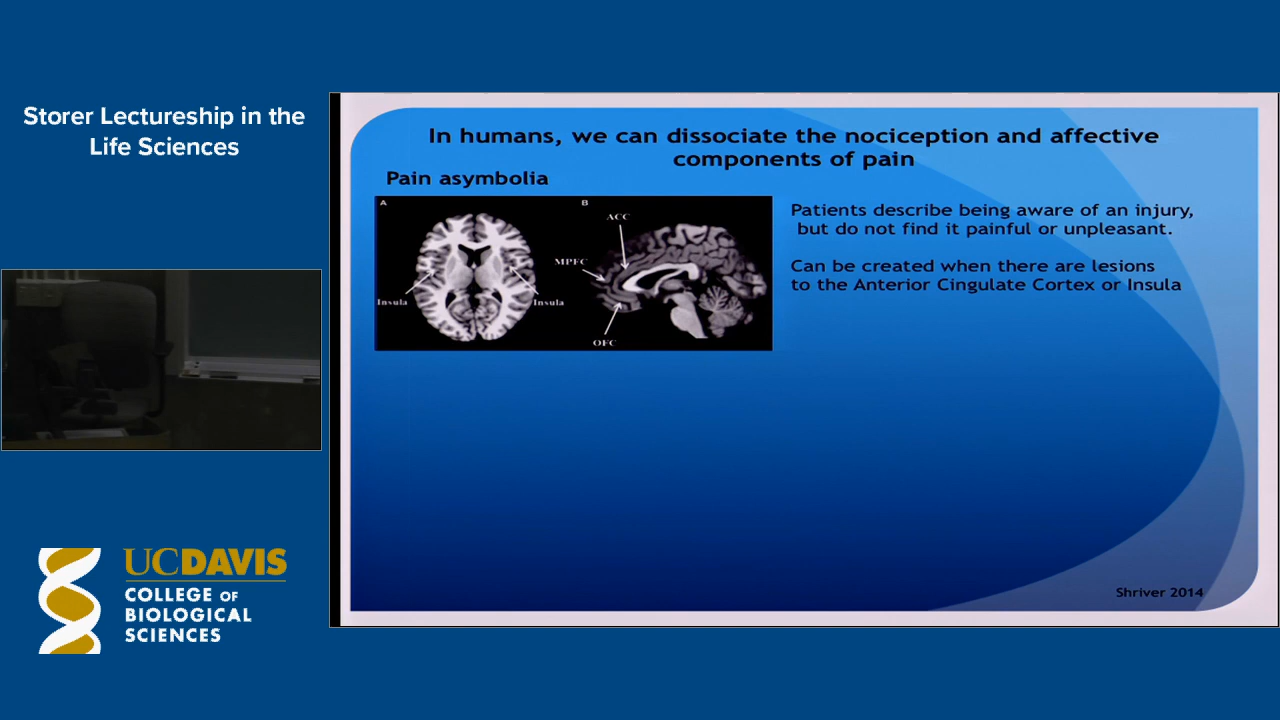 Storer Lectureship in the
Life Sciences
In humans, we can dissociate the nociception and affective
components of pain
Pain asymbolia
A
B
ACC
MPFC
Insula
Insula
OFC
Patients describe being aware of an injury,
but do not find it painful or unpleasant.
Can be created when there are lesions
to the Anterior Cingulate Cortex or Insula
Shriver 2014
UCDAVIS
COLLEGE OF
BIOLOGICAL
SCIENCES